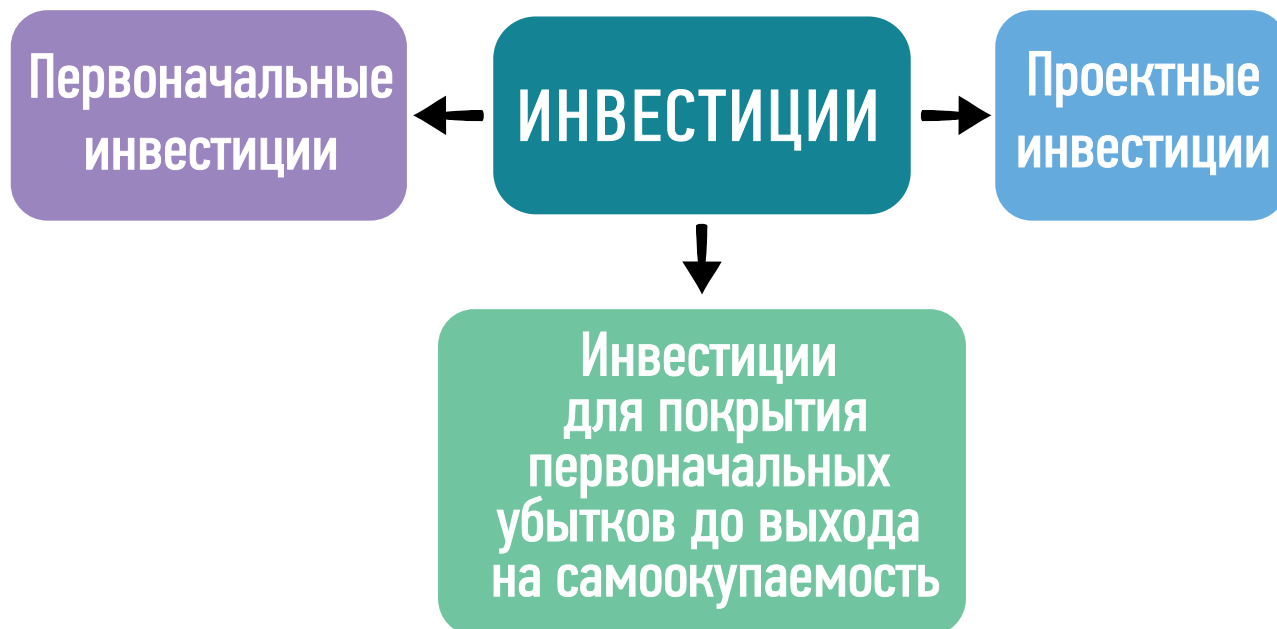 Первоначальные
инвестиции
ИНВЕСТИЦИИ
Проектные
инвестиции
Инвестиции
для покрытия
первоначальных
убытков до выхода
на самоокупаемость